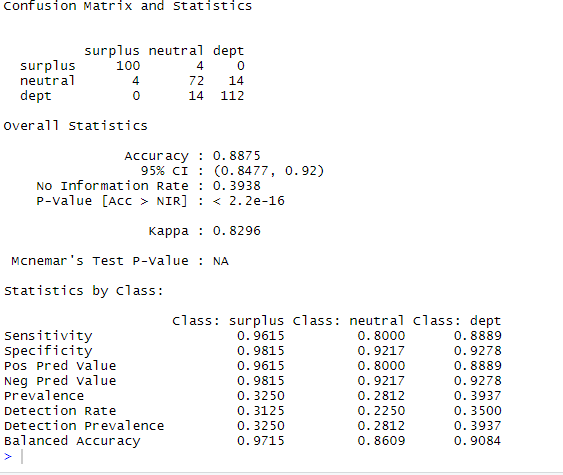 Confusion Matrix and Statistics
surplus neutral dept
surplus 100 4 0
neutral 4 72 14
dept 0 14 112
Overall Statistics
Accuracy : 0.8875
95% CI : (0.8477, 0.92)
No Information Rate : 0.3938
P-Value [Acc > NIR] : < 2.2e-16
Kappa : 0.8296
Mcnemar's Test P-Value : NA
Statistics by Class:
Class: surplus Class: neutral Class: dept
Sensitivity 0.9615 0.8000 0.8889
Specificity 0.9815 0.9217 0.9278
Pos Pred Value 0.9615 0.8000 0.8889
Neg Pred Value 0.9815 0.9217 0.9278
Prevalence 0.3250 0.2812 0.3937
Detection Rate 0.3125 0.2250 0.3500
Detection Prevalence 0.3250 0.2812 0.3937
Balanced Accuracy 0.9715 0.8609 0.9084
>